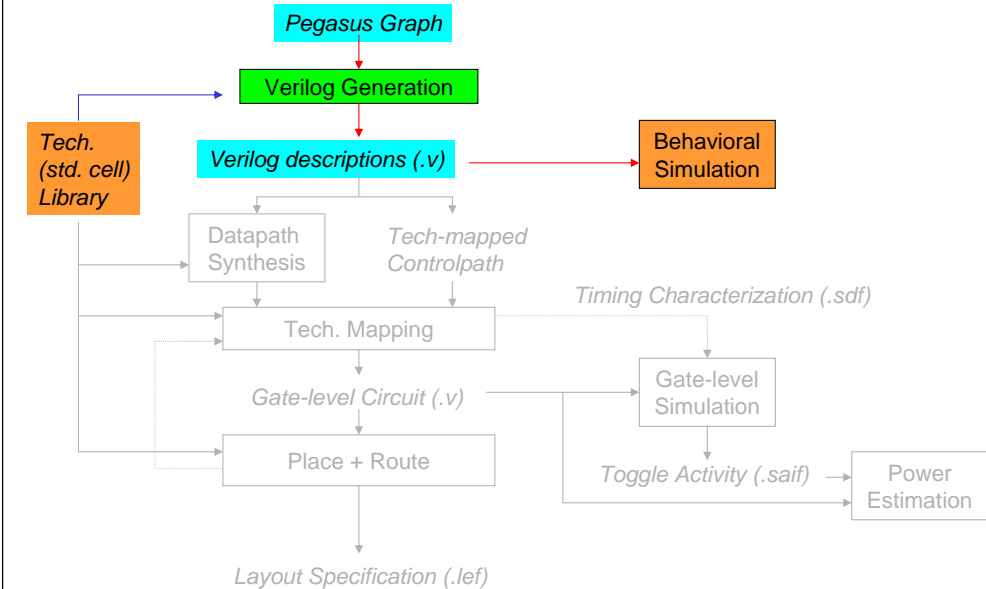 Pegasus Graph
Verilog Generation
Tech.
(std. cell)
Library
Verilog descriptions (.v)
Behavioral
Simulation
Datapath
Synthesis
Tech-mapped
Controlpath
Timing Characterization (.sdf)
Tech. Mapping
Gate-level Circuit (.v)
Gate-level
Simulation
Place + Route
Toggle Activity (.saif)
Power
Estimation
Layout Specification (.lef)